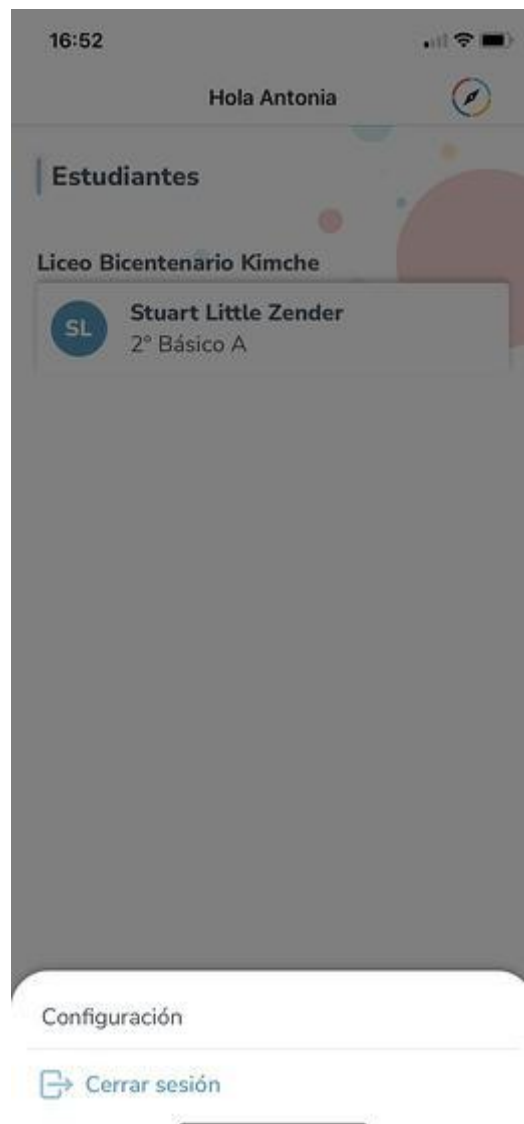 16:52
Hola Antonia
Estudiantes
Liceo Bicentenario Kimche
SL
Stuart Little Zender
2° Básico A
Configuración
Cerrar sesión